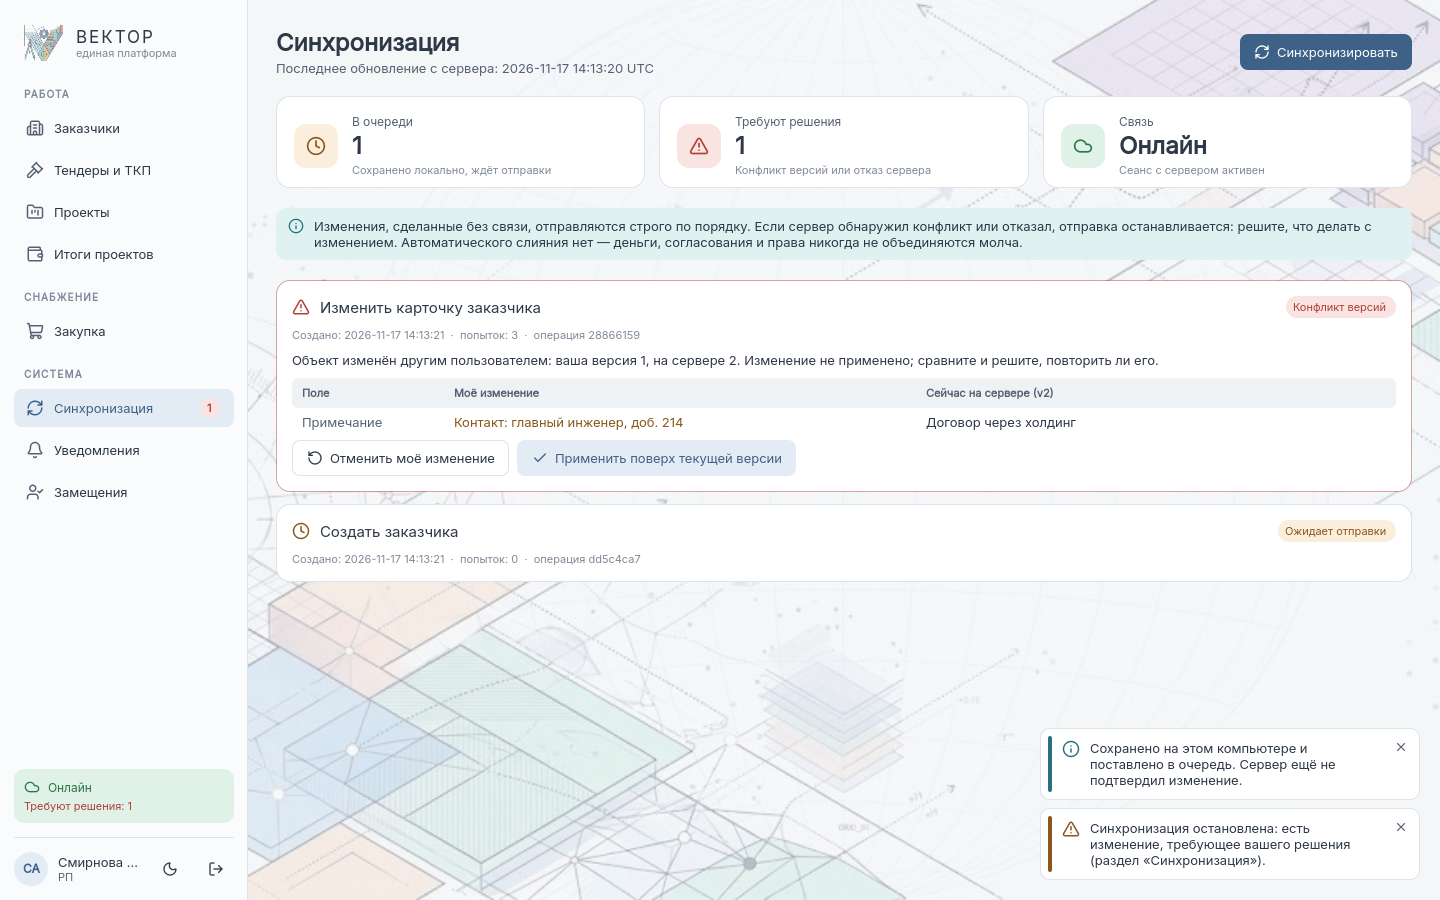 ВЕКТОР
единая платформа
РАБОТА
Заказчики
Тендеры и ТКП
Проекты
Итоги проектов
СНАБЖЕНИЕ
Закупка
СИСТЕМА
Синхронизация 1
Уведомления
Замещения
Онлайн
Требуют решения: 1
СА
Смирнова ...
РП
Синхронизация
Последнее обновление с сервера: 2026-11-17 14:13:20 UTC
Синхронизировать
В очереди
1
Сохранено локально, ждёт отправки
Требуют решения
1
Конфликт версий или отказ сервера
Связь
Онлайн
Сеанс с сервером активен
Изменения, сделанные без связи, отправляются строго по порядку. Если сервер обнаружил конфликт или отказал, отправка останавливается: решите, что делать с
изменением. Автоматического слияния нет — деньги, согласования и права никогда не объединяются молча.
Изменить карточку заказчика
Конфликт версий
Создано: 2026-11-17 14:13:21 · попыток: 3 · операция 28866159
Объект изменён другим пользователем: ваша версия 1, на сервере 2. Изменение не применено; сравните и решите, повторить ли его.
Поле Моё изменение Сейчас на сервере (v2)
Примечание Контакт: главный инженер, доб. 214 Договор через холдинг
Отменить моё изменение
Применить поверх текущей версии
Создать заказчика
Ожидает отправки
Создано: 2026-11-17 14:13:21 · попыток: 0 · операция dd5c4ca7
Сохранено на этом компьютере и
поставлено в очередь. Сервер ещё не
подтвердил изменение.
Синхронизация остановлена: есть
изменение, требующее вашего решения
(раздел «Синхронизация»).